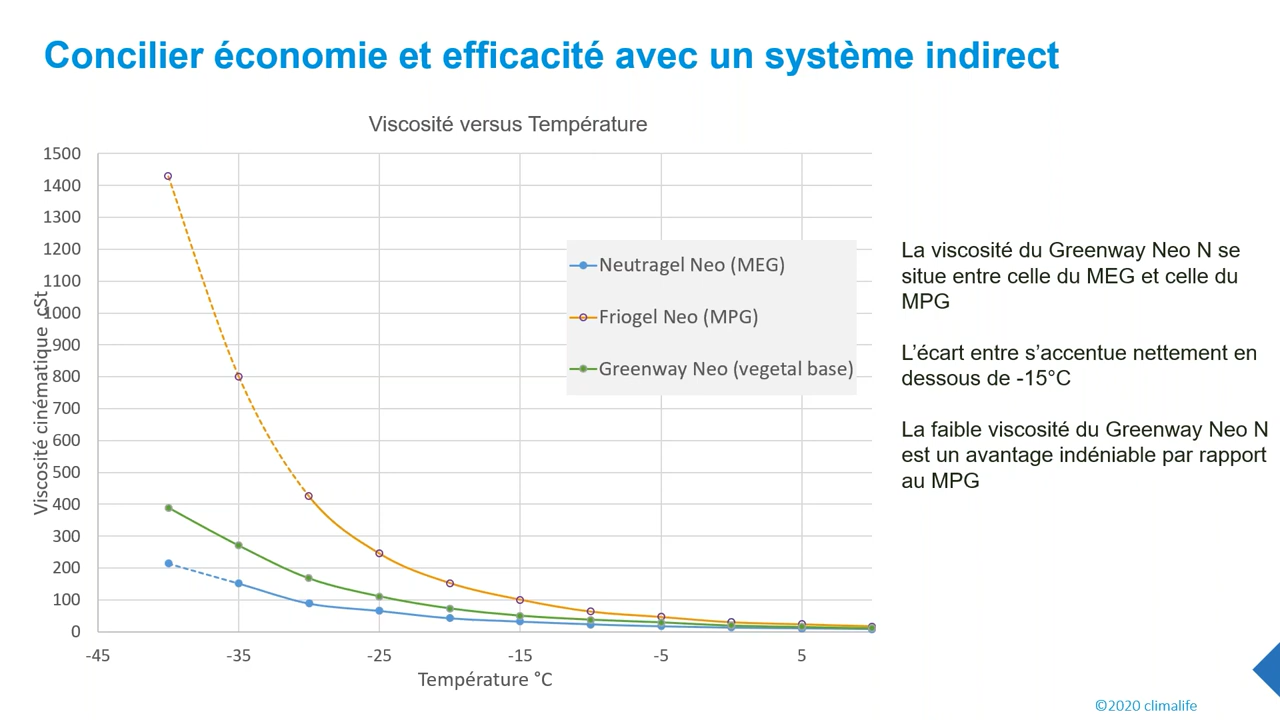 Concilier économie et efficacité avec un système indirect
Viscosité versus Température
1500
1400
1300
1200
1100
1000
900
800
700
600
500
400
300
200
100
0
Viscosité cinématique cSt
-45
-35
-25
-15
-5
5
Température °C
Neutragel Neo (MEG)
Friogel Neo (MPG)
Greenway Neo (vegetal base)
La viscosité du Greenway Neo N se
situe entre celle du MEG et celle du
MPG
L’écart entre s’accentue nettement en
dessous de -15°C
La faible viscosité du Greenway Neo N
est un avantage indéniable par rapport
au MPG
©2020 climalife